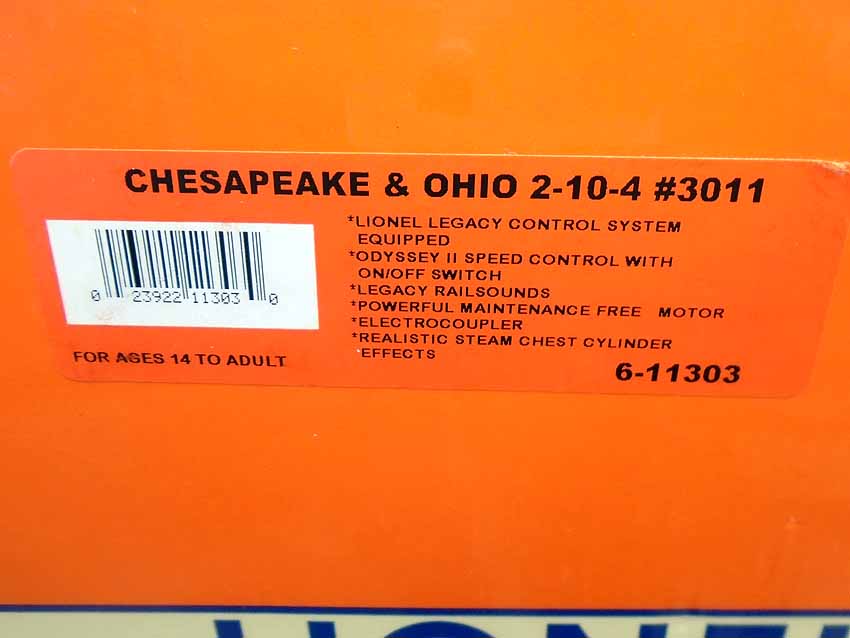 CHESAPEAKE & OHIO 2-10-4 #3011
*LIONEL LEGACY CONTROL SYSTEM
EQUIPPED
*ODYSSEY II SPEED CONTROL WITH
ON/OFF SWITCH
*LEGACY RAILSOUNDS
*POWERFUL MAINTENANCE FREE MOTOR
*ELECTROCOUPLER
*REALISTIC STEAM CHEST CYLINDER
EFFECTS
0 23922 11303 0
FOR AGES 14 TO ADULT
6-11303